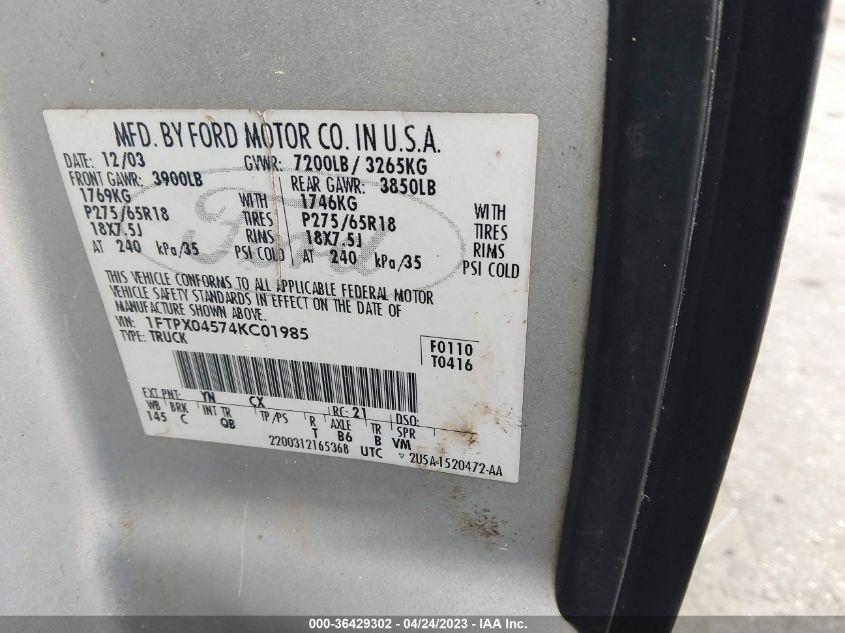 MFD. BY FORD MOTOR CO. IN U.S.A.
DATE: 12/03 GVWR: 7200LB / 3265KG
FRONT GAWR: 3900LB REAR GAWR: 3850LB
1769KG WITH 1746KG WITH
P275/65R18 TIRES P275/65R18 TIRES
18X7.5J RIMS 18X7.5J RIMS
AT 240 kPa/35 PSI COLD AT 240 kPa/35 PSI COLD
Ford
THIS VEHICLE CONFORMS TO ALL APPLICABLE FEDERAL MOTOR
VEHICLE SAFETY STANDARDS IN EFFECT ON THE DATE OF
MANUFACTURE SHOWN ABOVE.
VIN: 1FTPX04574KC01985
TYPE: TRUCK
F0110
T0416
EXT PNT: YN CX RC: 21 DSO:
WB BRK INT TR TP/PS R AXLE TR SPR
145 C QB T B6 B VM
2200312165368 UTC ▽ 2U5A-1520472-AA
000-36429302 - 04/24/2023 - IAA Inc.